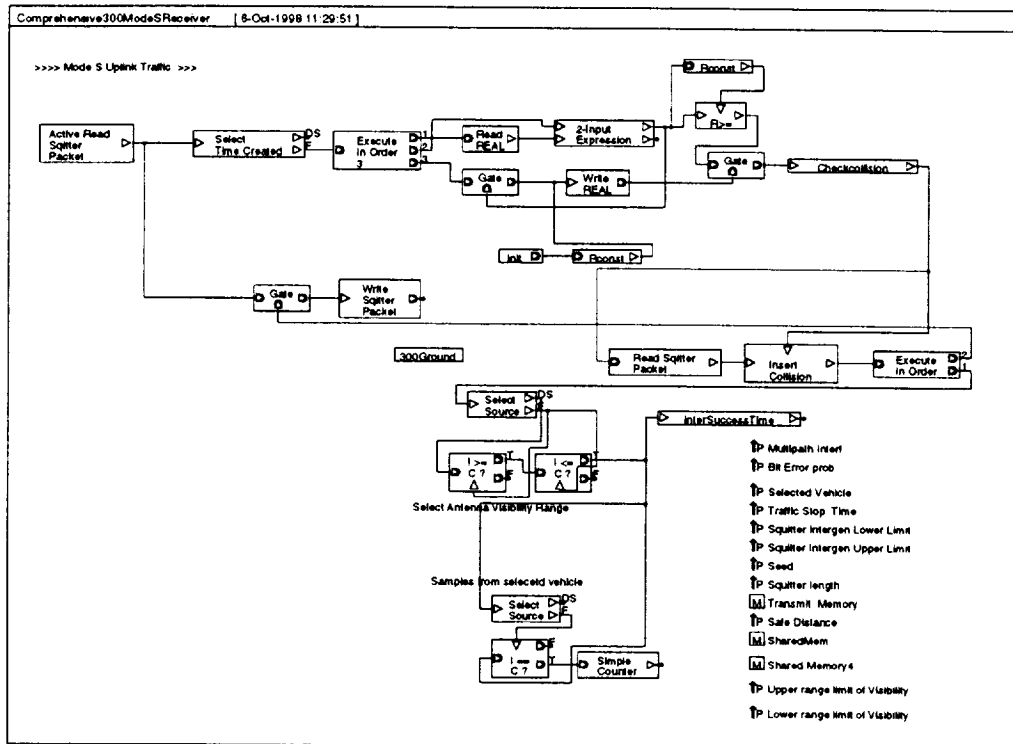 Comprehensive300ModeSReceiver [ 6-Oct-1998 11:29:51 ]
>>>> Mode S Uplink Traffic >>>
Active Read
Sqitter
Packet
Select
Time Created
DS
F
Execute
In Order
3
1
2
3
Read
REAL
2-Input
Expression
Rconst
R>=
Gate
Write
REAL
Gate
Checkcollision
Init
Rconst
Gate
Write
Sqitter
Packet
300Ground
Read Sqitter
Packet
Insert
Collision
Execute
In Order
2
1
Select
Source
DS
F
InterSuccessTime
I >=
C ?
T
F
I <=
C ?
T
F
Select Antenna Visibility Range
Samples from selecetd vehicle
Select
Source
DS
F
I ==
C ?
F
T
Simple
Counter
P Multipath Interf
P Bit Error prob
P Selected Vehicle
P Traffic Stop Time
P Squitter Intergen Lower Limit
P Squitter Intergen Upper Limit
P Seed
P Squitter length
M Transmit Memory
P Safe Distance
M SharedMem
M Shared Memory4
P Upper range limit of Visibility
P Lower range limit of Visibility